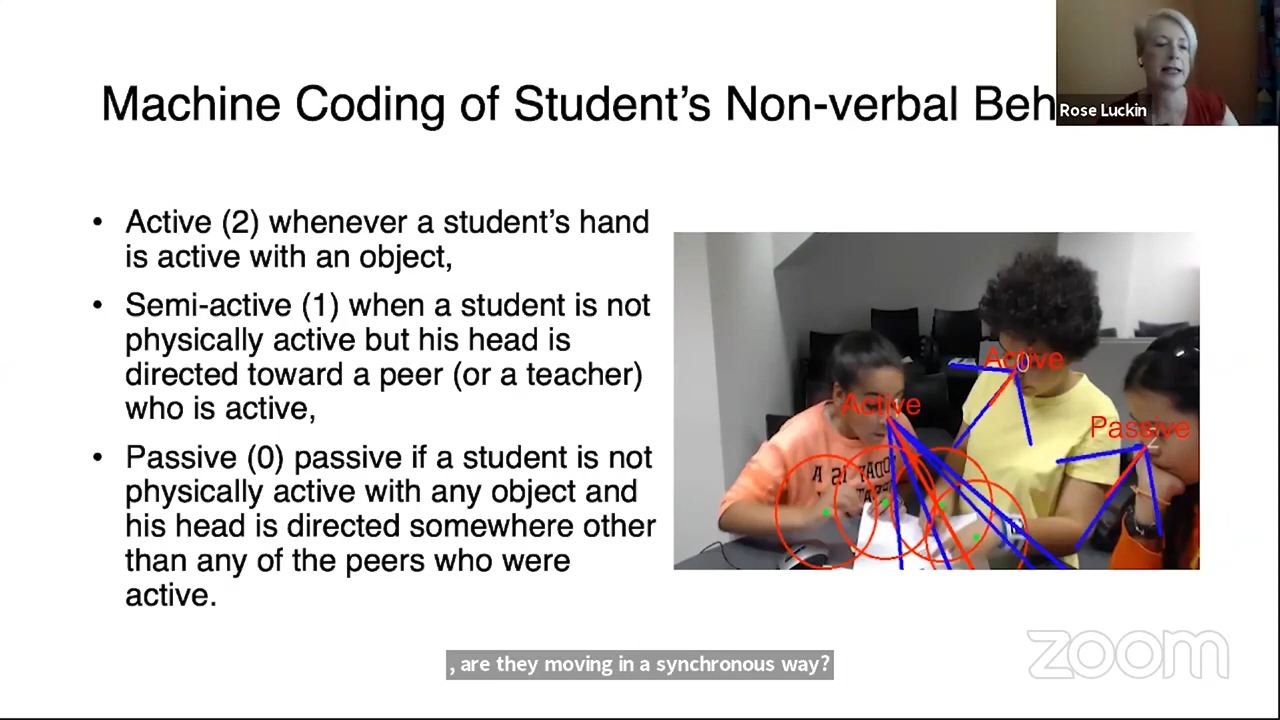 Machine Coding of Student's Non-verbal Beh
Rose Luckin
• Active (2) whenever a student's hand
is active with an object,
• Semi-active (1) when a student is not
physically active but his head is
directed toward a peer (or a teacher)
who is active,
• Passive (0) passive if a student is not
physically active with any object and
his head is directed somewhere other
than any of the peers who were
active.
Active
Active
Passive
, are they moving in a synchronous way?
zoom